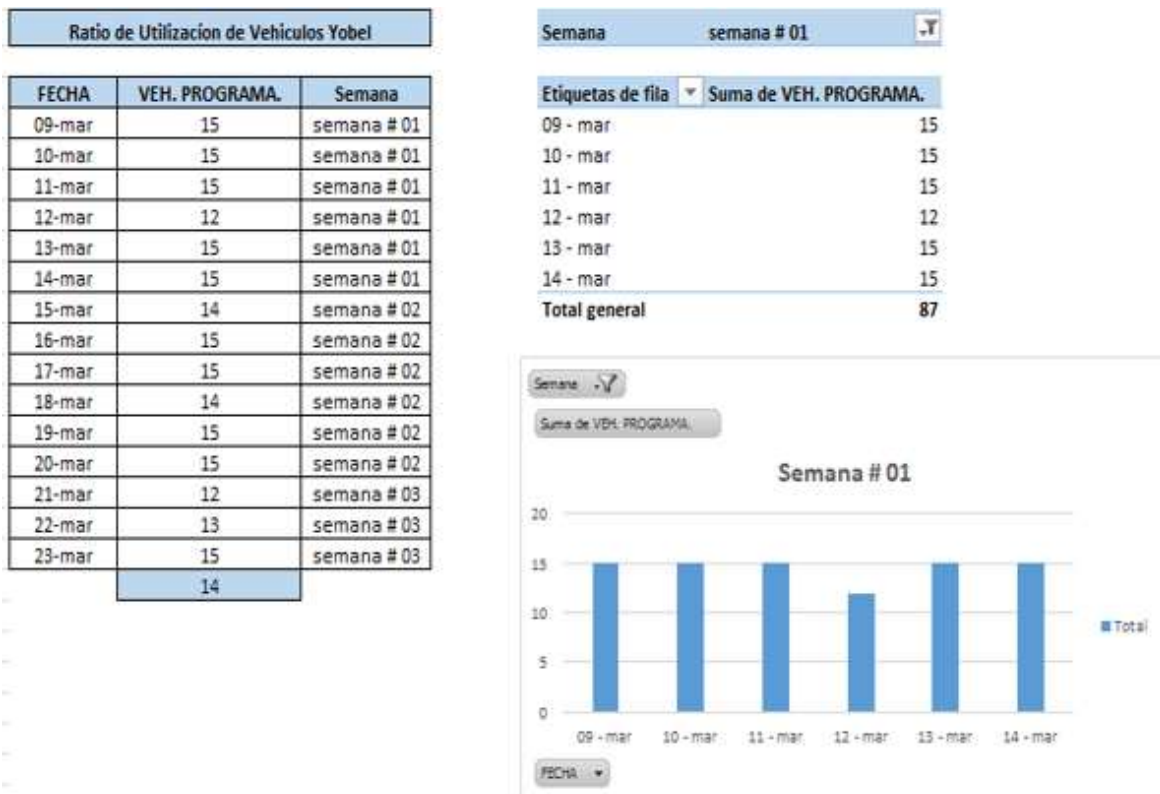 Ratio de Utilizacion de Vehiculos Yobel
FECHA VEH. PROGRAMA. Semana
09-mar 15 semana # 01
10-mar 15 semana # 01
11-mar 15 semana # 01
12-mar 12 semana # 01
13-mar 15 semana # 01
14-mar 15 semana # 01
15-mar 14 semana # 02
16-mar 15 semana # 02
17-mar 15 semana # 02
18-mar 14 semana # 02
19-mar 15 semana # 02
20-mar 15 semana # 02
21-mar 12 semana # 03
22-mar 13 semana # 03
23-mar 15 semana # 03
14
Semana semana # 01
Etiquetas de fila Suma de VEH. PROGRAMA.
09 - mar 15
10 - mar 15
11 - mar 15
12 - mar 12
13 - mar 15
14 - mar 15
Total general 87
Semana
Suma de VEH. PROGRAMA.
Semana # 01
20
15
10
5
0
09 - mar 10 - mar 11 - mar 12 - mar 13 - mar 14 - mar
Total
FECHA